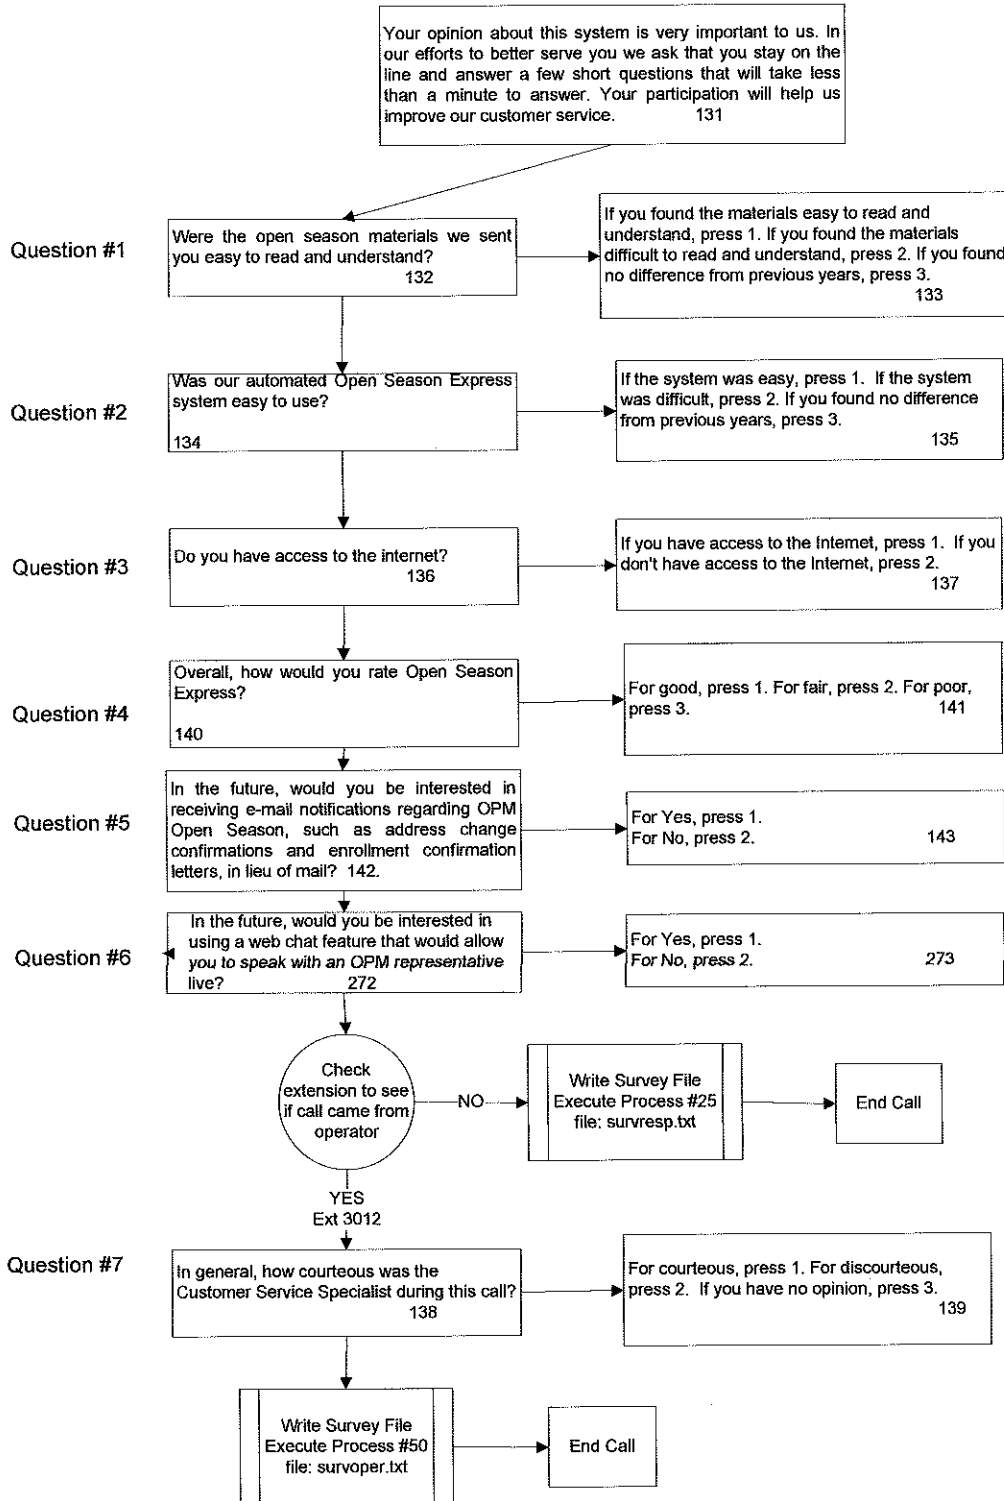 Your opinion about this system is very important to us. In
our efforts to better serve you we ask that you stay on the
line and answer a few short questions that will take less
than a minute to answer. Your participation will help us
improve our customer service. 131
Question #1
Were the open season materials we sent
you easy to read and understand?
132
If you found the materials easy to read and
understand, press 1. If you found the materials
difficult to read and understand, press 2. If you found
no difference from previous years, press 3.
133
Question #2
Was our automated Open Season Express
system easy to use?
134
If the system was easy, press 1. If the system
was difficult, press 2. If you found no difference
from previous years, press 3.
135
Question #3
Do you have access to the internet?
136
If you have access to the Internet, press 1. If you
don't have access to the Internet, press 2.
137
Question #4
Overall, how would you rate Open Season
Express?
140
For good, press 1. For fair, press 2. For poor,
press 3. 141
Question #5
In the future, would you be interested in
receiving e-mail notifications regarding OPM
Open Season, such as address change
confirmations and enrollment confirmation
letters, in lieu of mail? 142.
For Yes, press 1.
For No, press 2. 143
Question #6
In the future, would you be interested in
using a web chat feature that would allow
you to speak with an OPM representative
live? 272
For Yes, press 1.
For No, press 2. 273
Check
extension to see
if call came from
operator
NO
Write Survey File
Execute Process #25
file: survresp.txt
End Call
YES
Ext 3012
Question #7
In general, how courteous was the
Customer Service Specialist during this call?
138
For courteous, press 1. For discourteous,
press 2. If you have no opinion, press 3.
139
Write Survey File
Execute Process #50
file: survoper.txt
End Call